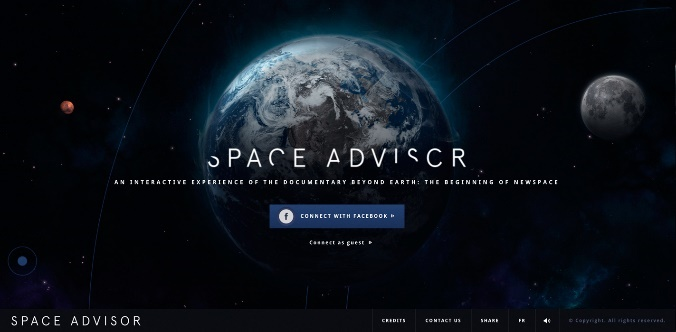 SPACE ADVISOR
AN INTERACTIVE EXPERIENCE OF THE DOCUMENTARY BEYOND EARTH: THE BEGINNING OF NEWSPACE
f
CONNECT WITH FACEBOOK »
Connect as guest »
SPACE ADVISOR
CREDITS
CONTACT US
SHARE
FR
© Copyright. All rights reserved.